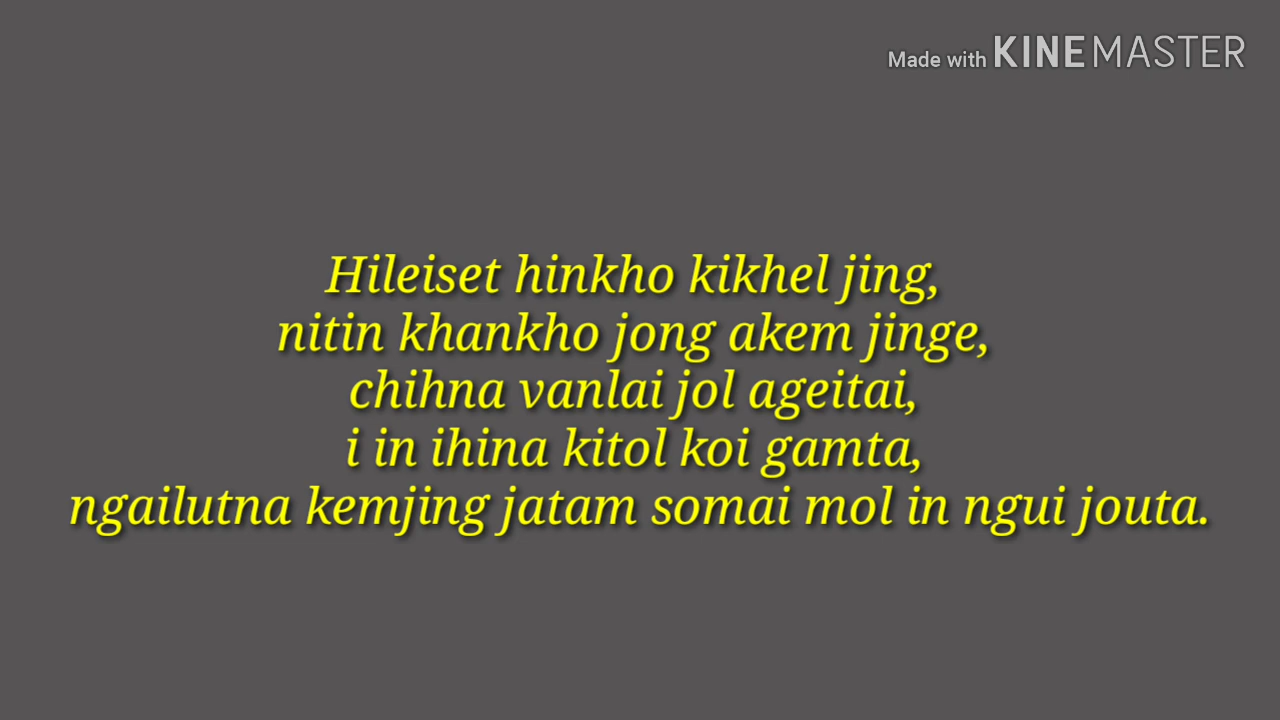 Made with KINEMASTER
Hileiset hinkho kikhel jing,
nitin khankho jong akem jinge,
chihna vanlai jol ageitai,
i in ihina kitol koi gamta,
ngailutna kemjing jatam somai mol in ngui jouta.